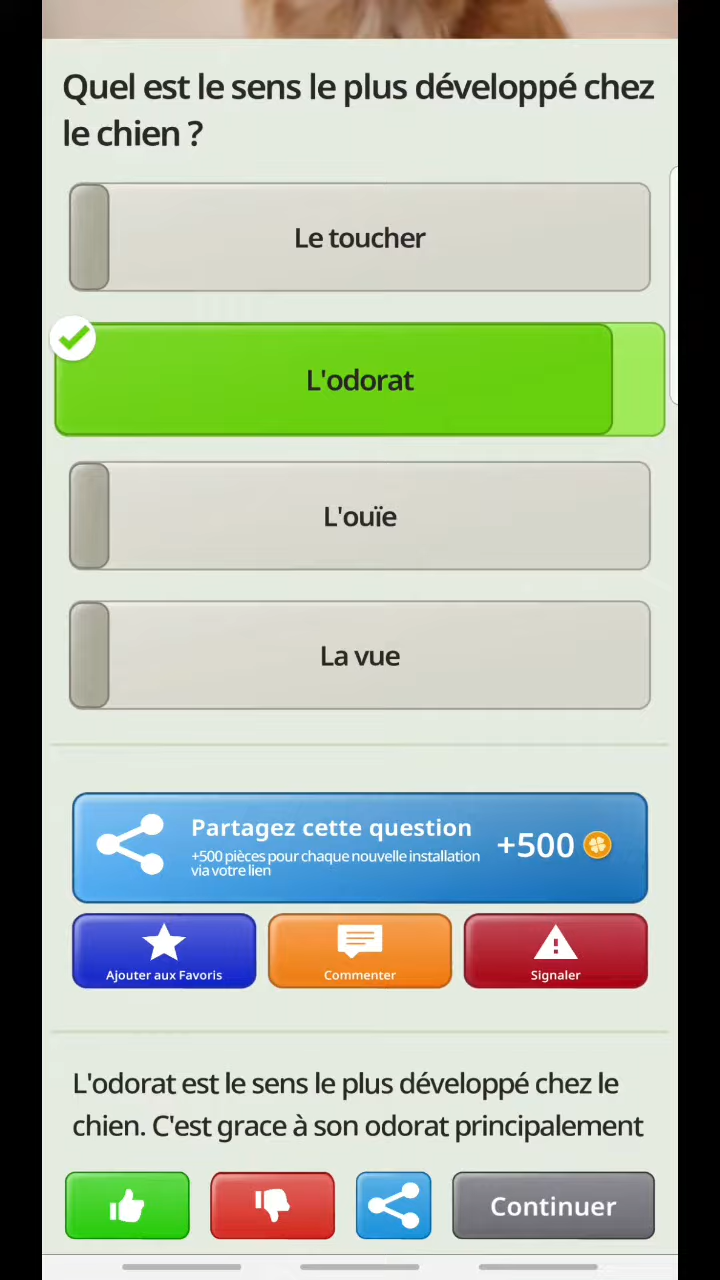 Quel est le sens le plus développé chez
le chien ?
Le toucher
L'odorat
L'ouïe
La vue
Partagez cette question
+500 pièces pour chaque nouvelle installation
via votre lien
+500
Ajouter aux Favoris
Commenter
Signaler
L'odorat est le sens le plus développé chez le
chien. C'est grace à son odorat principalement
Continuer